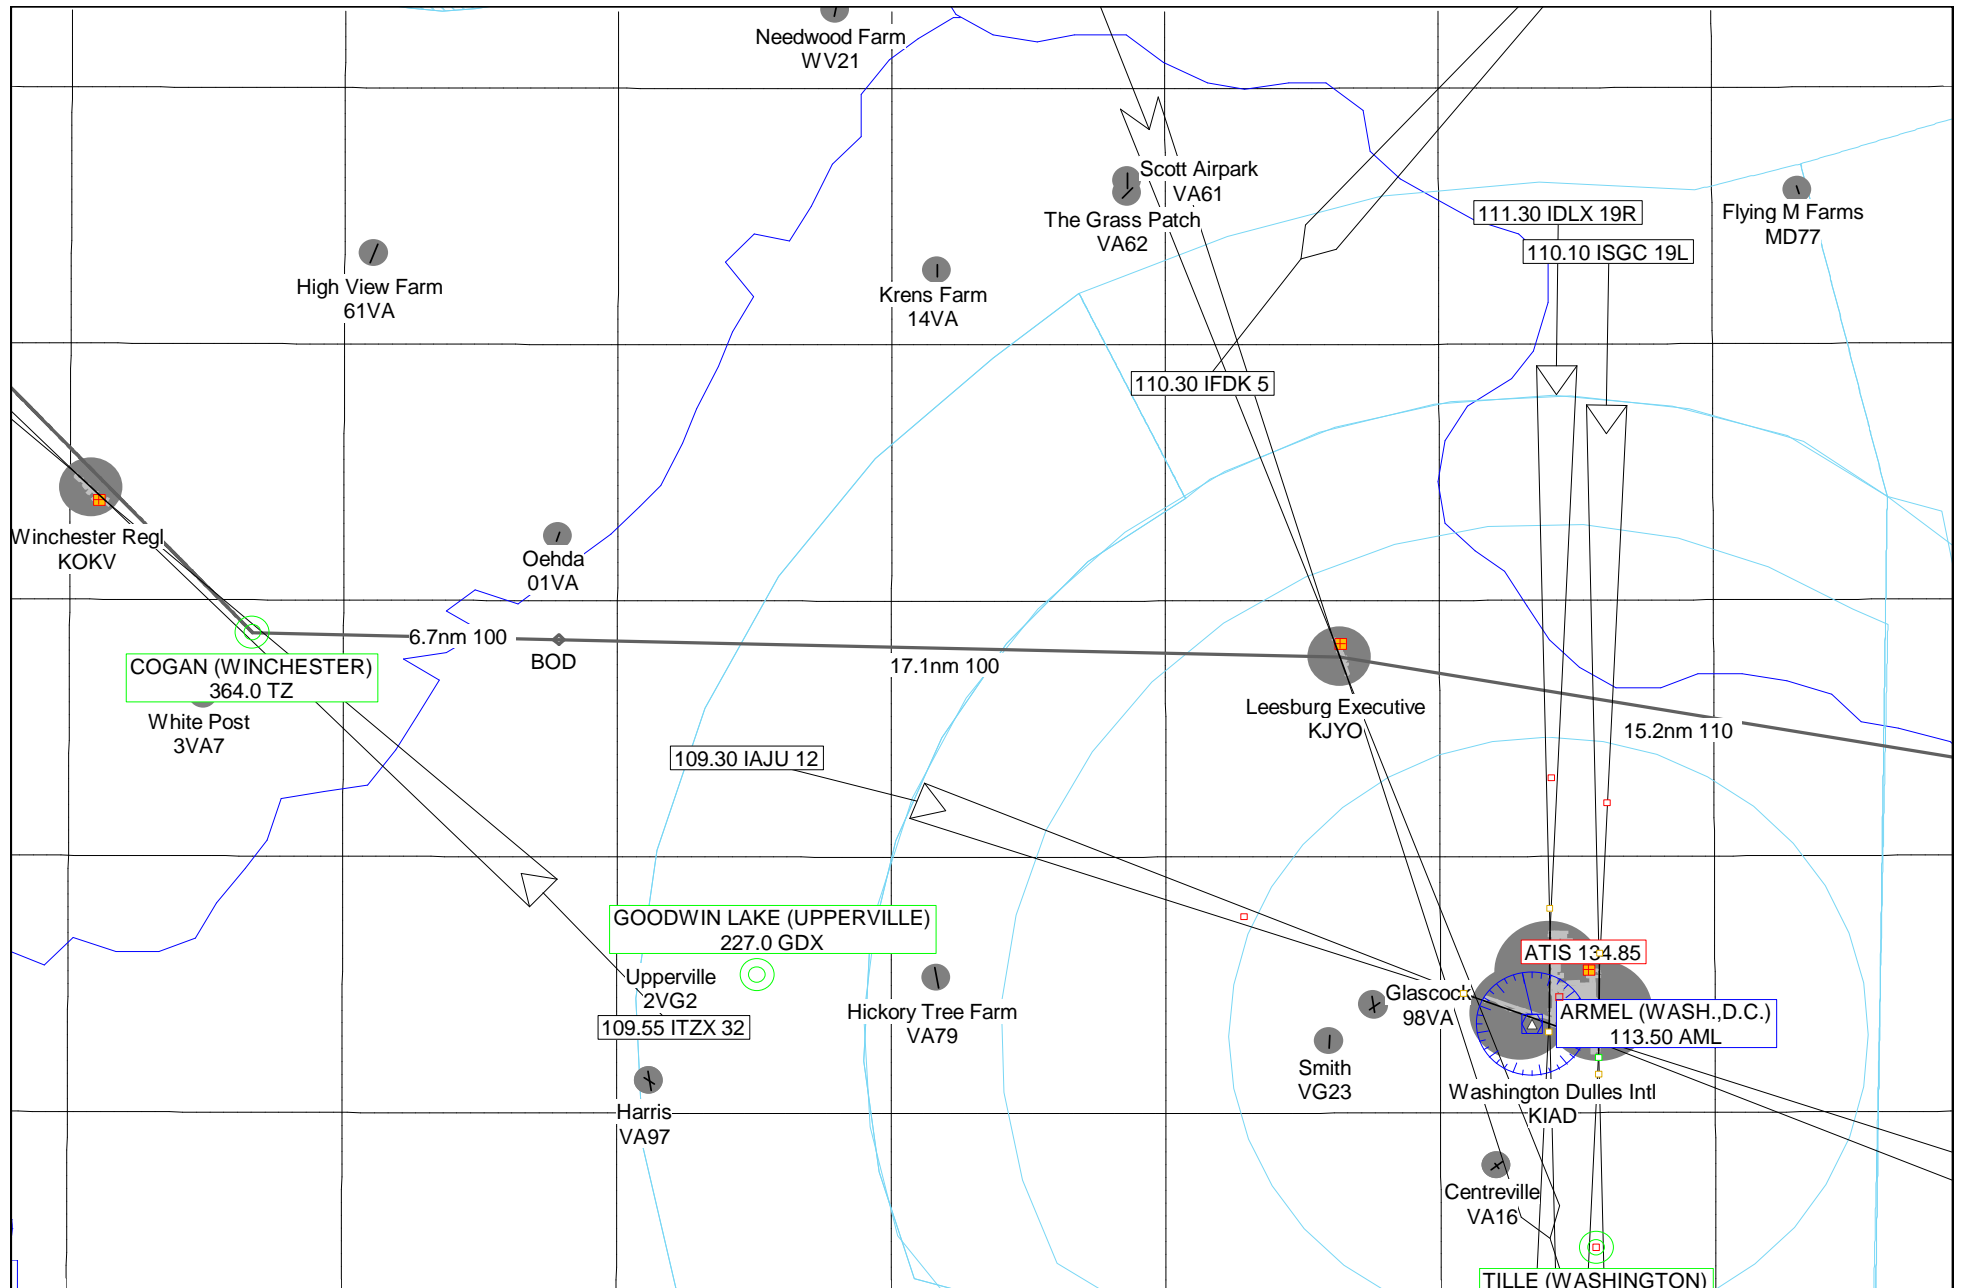 Needwood Farm
WV21
Scott Airpark
VA61
The Grass Patch
VA62
111.30 IDLX 19R
110.10 ISGC 19L
Flying M Farms
MD77
High View Farm
61VA
Krens Farm
14VA
110.30 IFDK 5
Winchester Regl
KOKV
Oehda
01VA
6.7nm 100
BOD
17.1nm 100
COGAN (WINCHESTER)
364.0 TZ
White Post
3VA7
Leesburg Executive
KJYO
15.2nm 110
109.30 IAJU 12
GOODWIN LAKE (UPPERVILLE)
227.0 GDX
Upperville
2VG2
109.55 ITZX 32
Hickory Tree Farm
VA79
ATIS 134.85
Glascock
98VA
ARMEL (WASH.,D.C.)
113.50 AML
Smith
VG23
Washington Dulles Intl
KIAD
Harris
VA97
Centreville
VA16
TILLE (WASHINGTON)